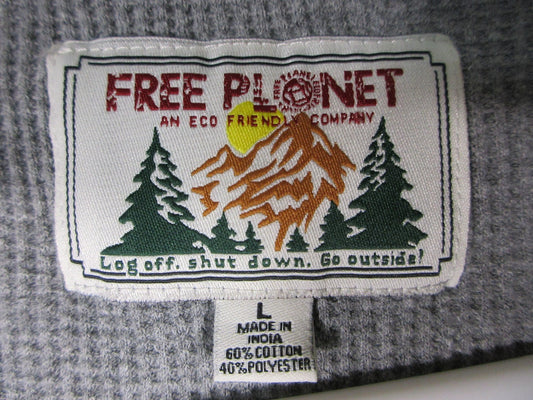 FREE PLANET
AN ECO FRIENDLY COMPANY
Log off. shut down. Go outside!
L
MADE IN
INDIA
60% COTTON
40% POLYESTER